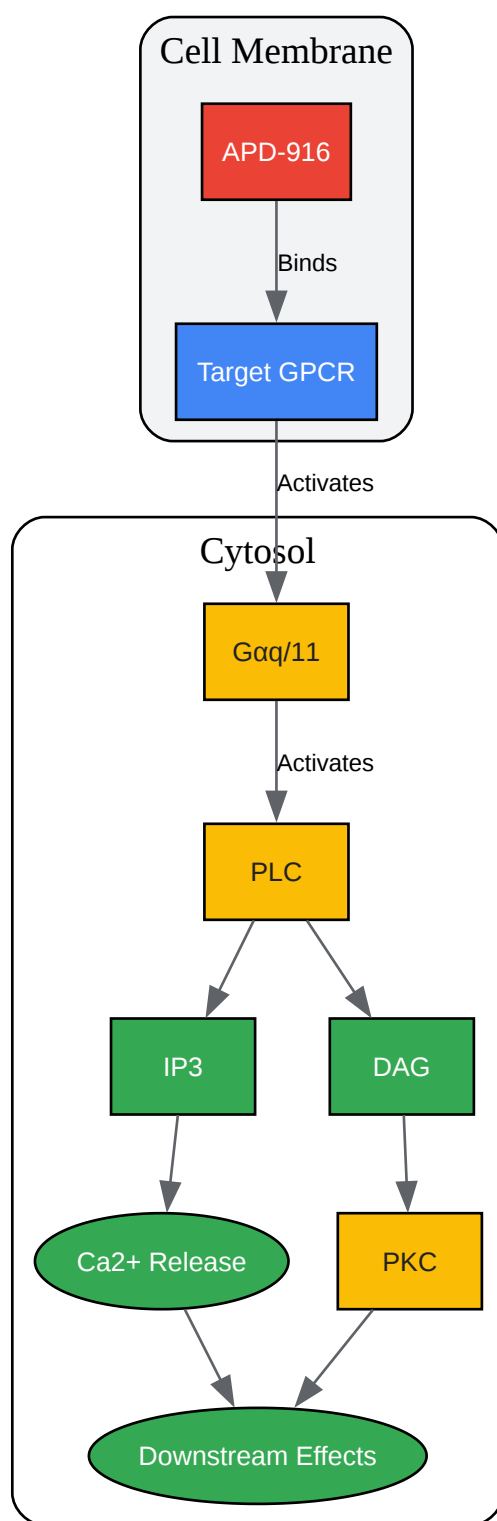 Cell Membrane
APD-916
Binds
Target GPCR
Activates
Cytosol
Gαq/11
Activates
PLC
IP3
DAG
Ca2+ Release
PKC
Downstream Effects